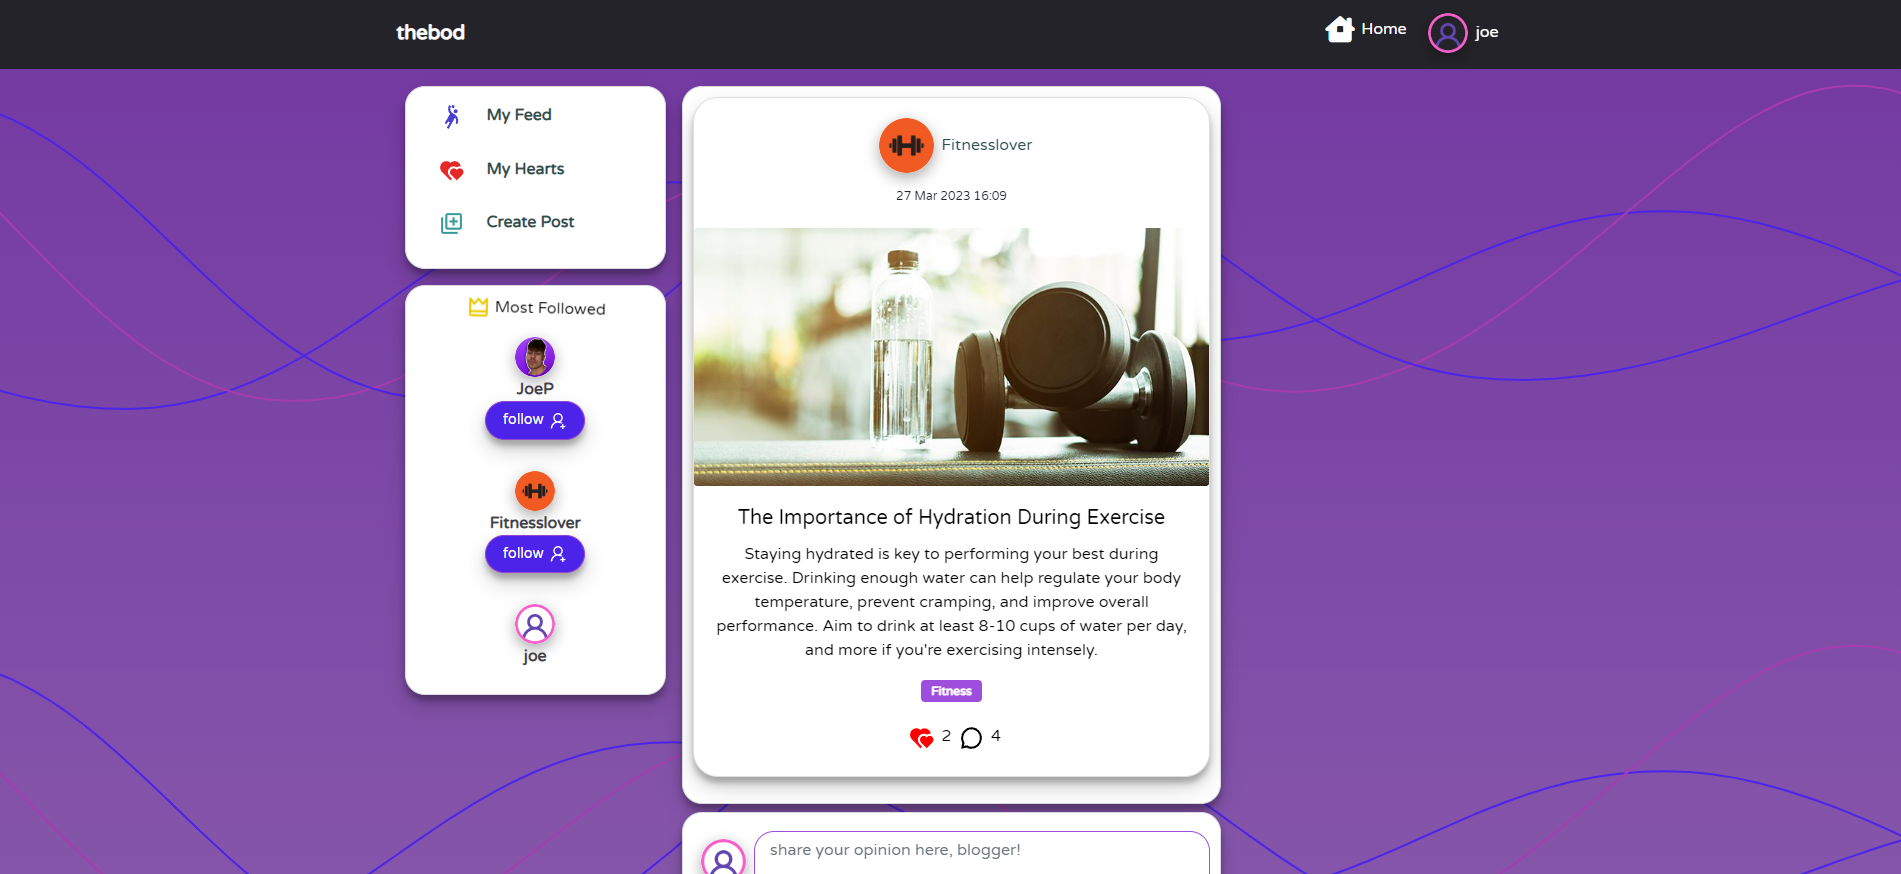 thebod
Home
joe
My Feed
My Hearts
Create Post
Most Followed
JoeP
follow
Fitnesslover
follow
joe
Fitnesslover
27 Mar 2023 16:09
The Importance of Hydration During Exercise
Staying hydrated is key to performing your best during
exercise. Drinking enough water can help regulate your body
temperature, prevent cramping, and improve overall
performance. Aim to drink at least 8-10 cups of water per day,
and more if you're exercising intensely.
Fitness
2 4
share your opinion here, blogger!